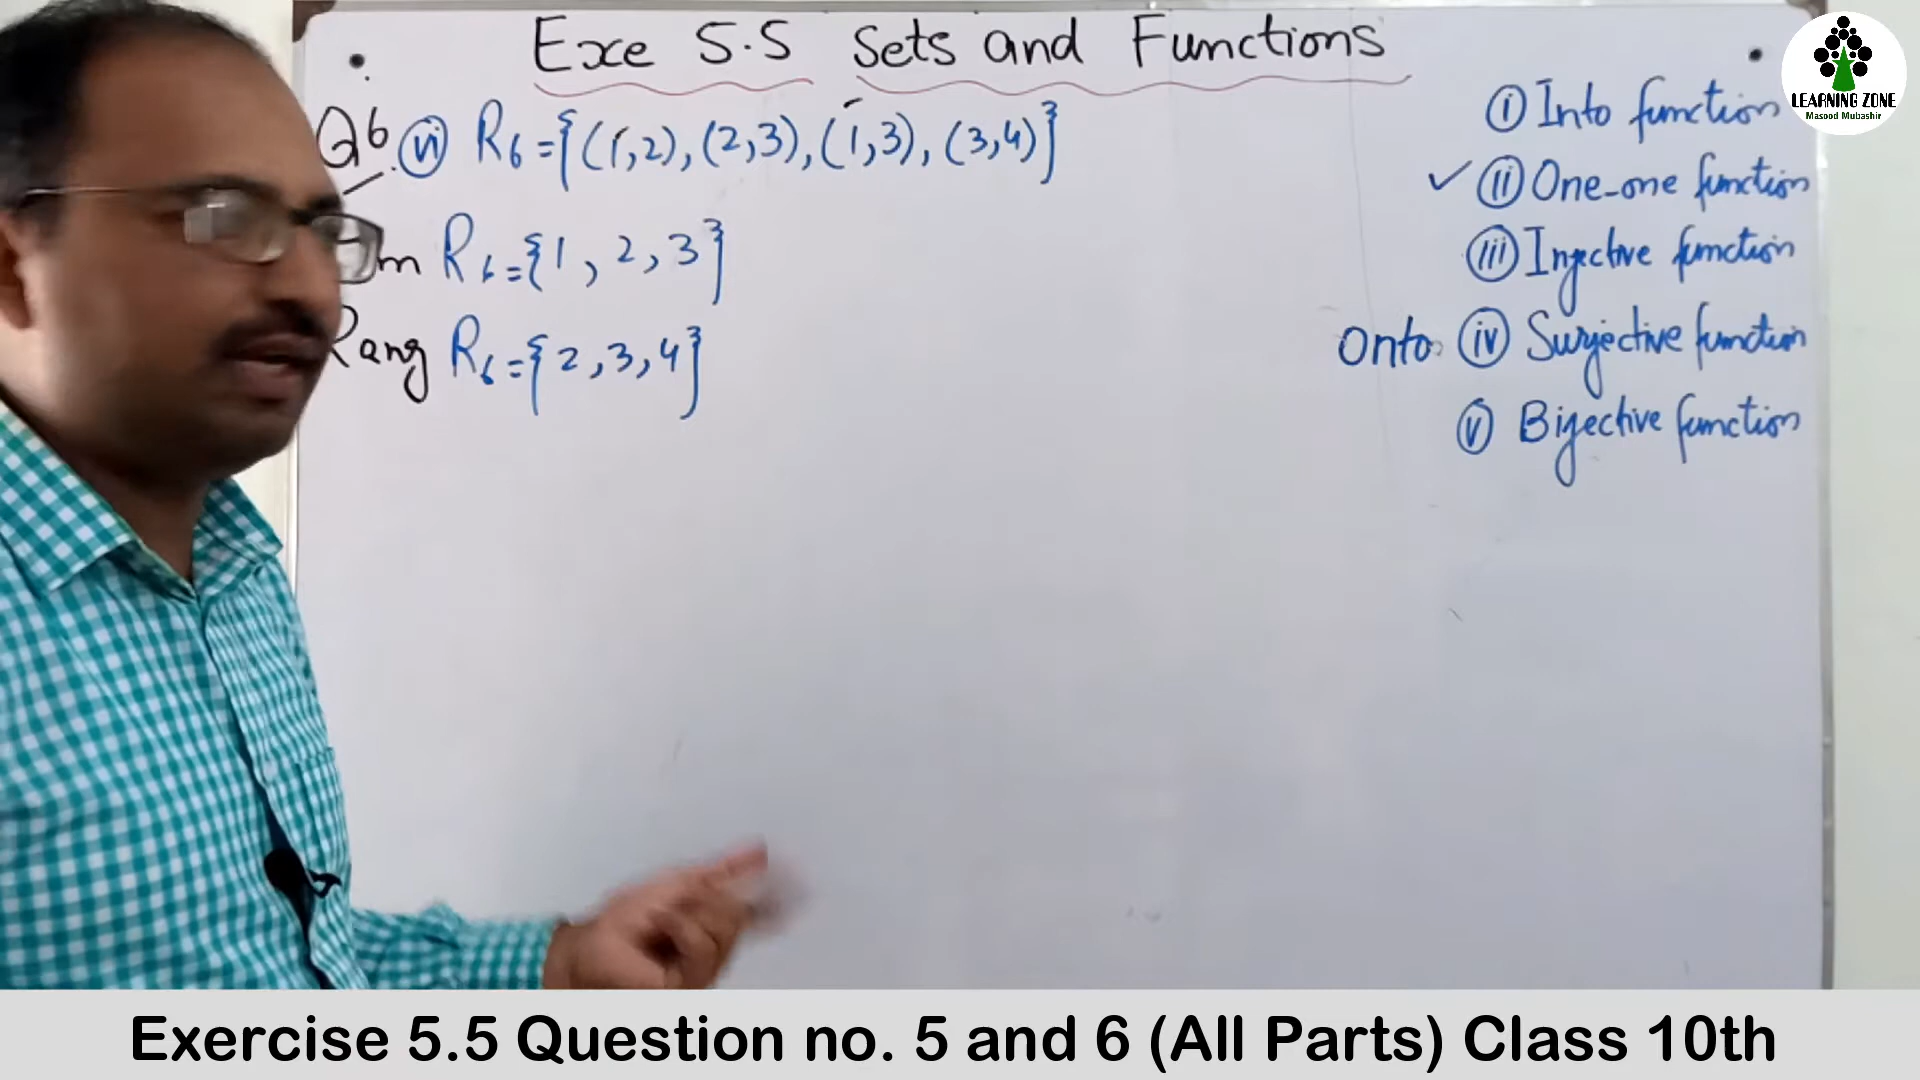 Exe 5.5 Sets and Functions
Q6. (vi) R₆={(1,2),(2,3),(1,3),(3,4)}
R₆={1,2,3}
Rang R₆={2,3,4}
(i) Into function
✓ (ii) One-one function
(iii) Injective function
Onto (iv) Surjective function
(v) Bijective function
LEARNING ZONE
Masood Mubashir
Exercise 5.5 Question no. 5 and 6 (All Parts) Class 10th